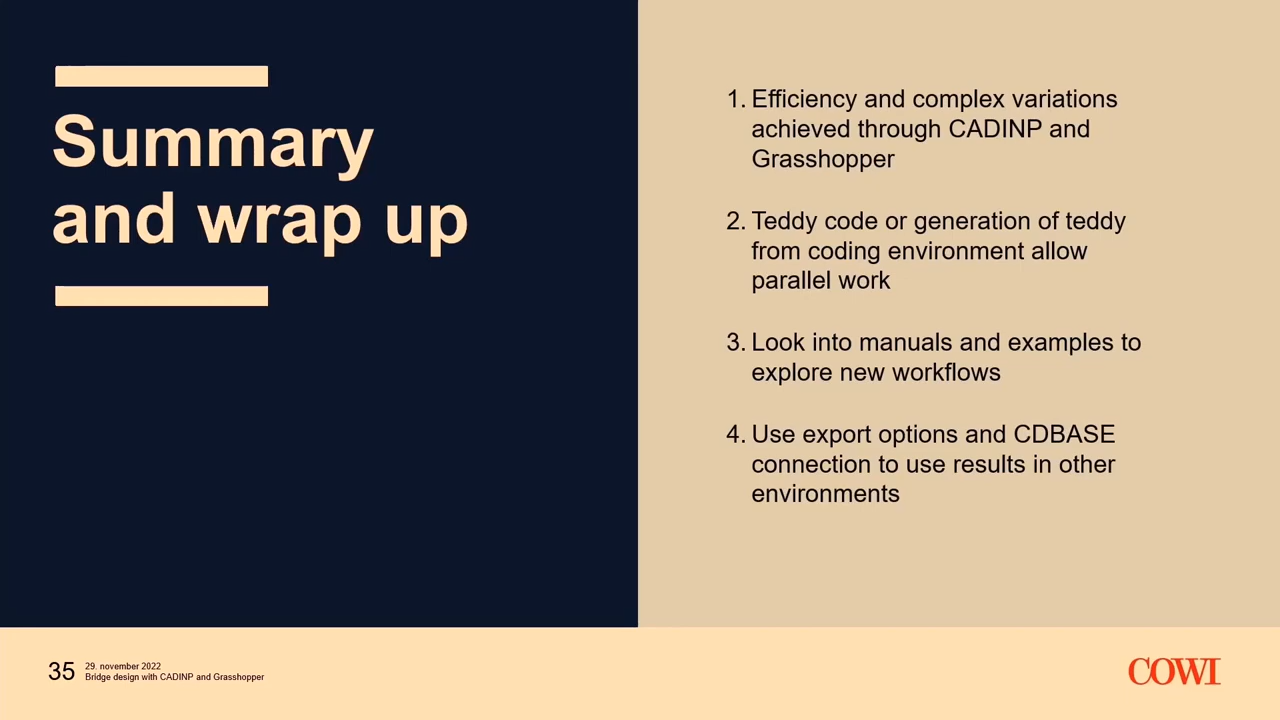 Summary
and wrap up
1. Efficiency and complex variations
achieved through CADINP and
Grasshopper
2. Teddy code or generation of teddy
from coding environment allow
parallel work
3. Look into manuals and examples to
explore new workflows
4. Use export options and CDBASE
connection to use results in other
environments
35
29. november 2022
Bridge design with CADINP and Grasshopper
COWI